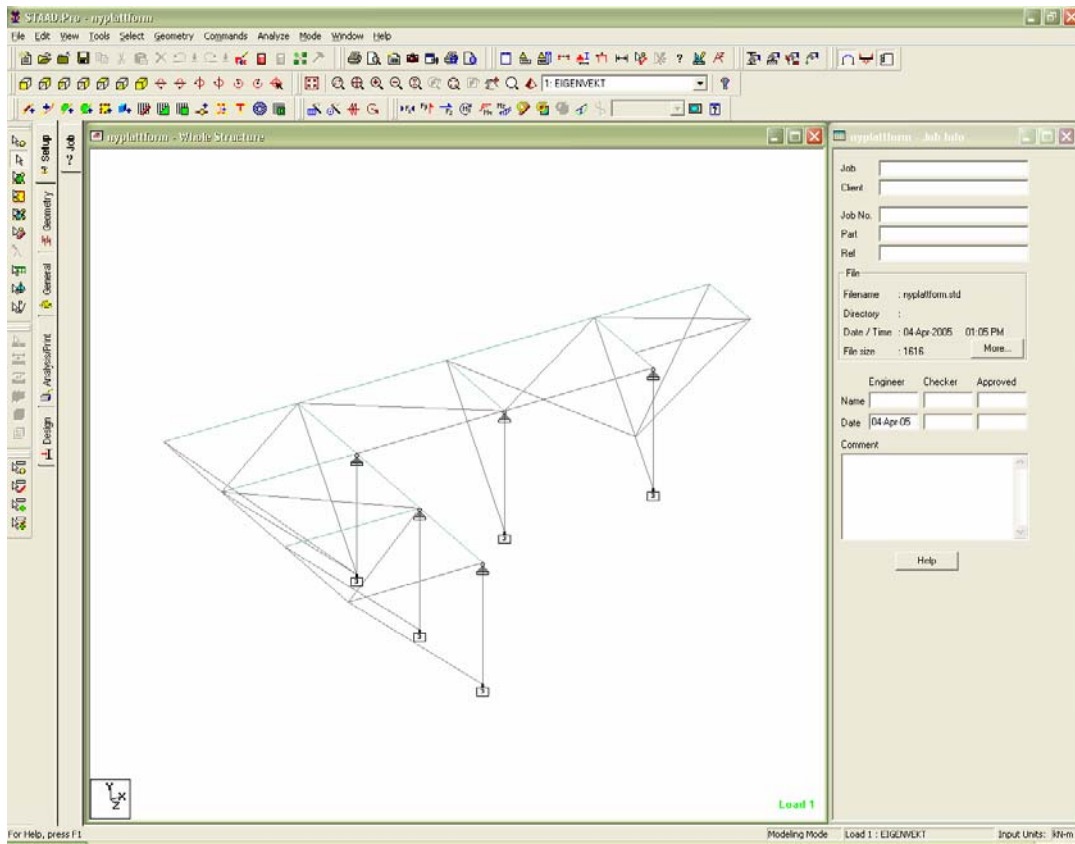 STAAD.Pro - nyplattform
File Edit View Tools Select Geometry Commands Analyze Mode Window Help
1: EIGENVEKT
Setup
Job
Geometry
General
Analysis/Print
Design
nyplattform - Whole Structure
Load 1
Y
X
Z
nyplattform - Job Info
Job
Client
Job No.
Part
Ref
File
Filename : nyplattform.std
Directory :
Date / Time : 04-Apr-2005 01:05 PM
File size : 1616 More...
Engineer Checker Approved
Name
Date 04-Apr-05
Comment
Help
For Help, press F1 Modeling Mode Load 1 : EIGENVEKT Input Units: kN-m